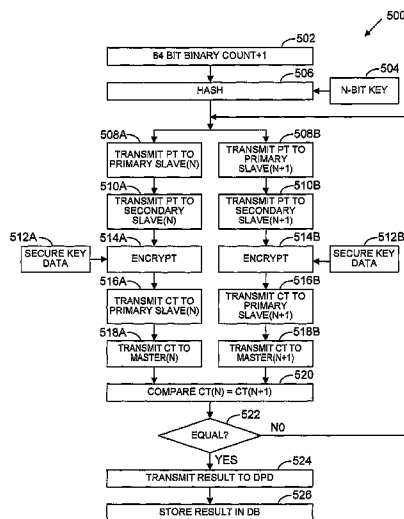 500
502
64 BIT BINARY COUNT+1
506
504
HASH
N-BIT KEY
508A
508B
TRANSMIT PT TO
PRIMARY
SLAVE(N)
TRANSMIT PT TO
PRIMARY
SLAVE(N+1)
510A
510B
TRANSMIT PT TO
SECONDARY
SLAVE(N)
TRANSMIT PT TO
SECONDARY
SLAVE(N+1)
512A
514A
514B
512B
SECURE KEY
DATA
ENCRYPT
ENCRYPT
SECURE KEY
DATA
516A
516B
TRANSMIT CT TO
PRIMARY SLAVE(N)
TRANSMIT CT TO
PRIMARY
SLAVE(N+1)
518A
518B
TRANSMIT CT TO
MASTER(N)
TRANSMIT CT TO
MASTER(N+1)
520
COMPARE CT(N) = CT(N+1)
522
EQUAL?
NO
YES
524
TRANSMIT RESULT TO DPD
526
STORE RESULT IN DB